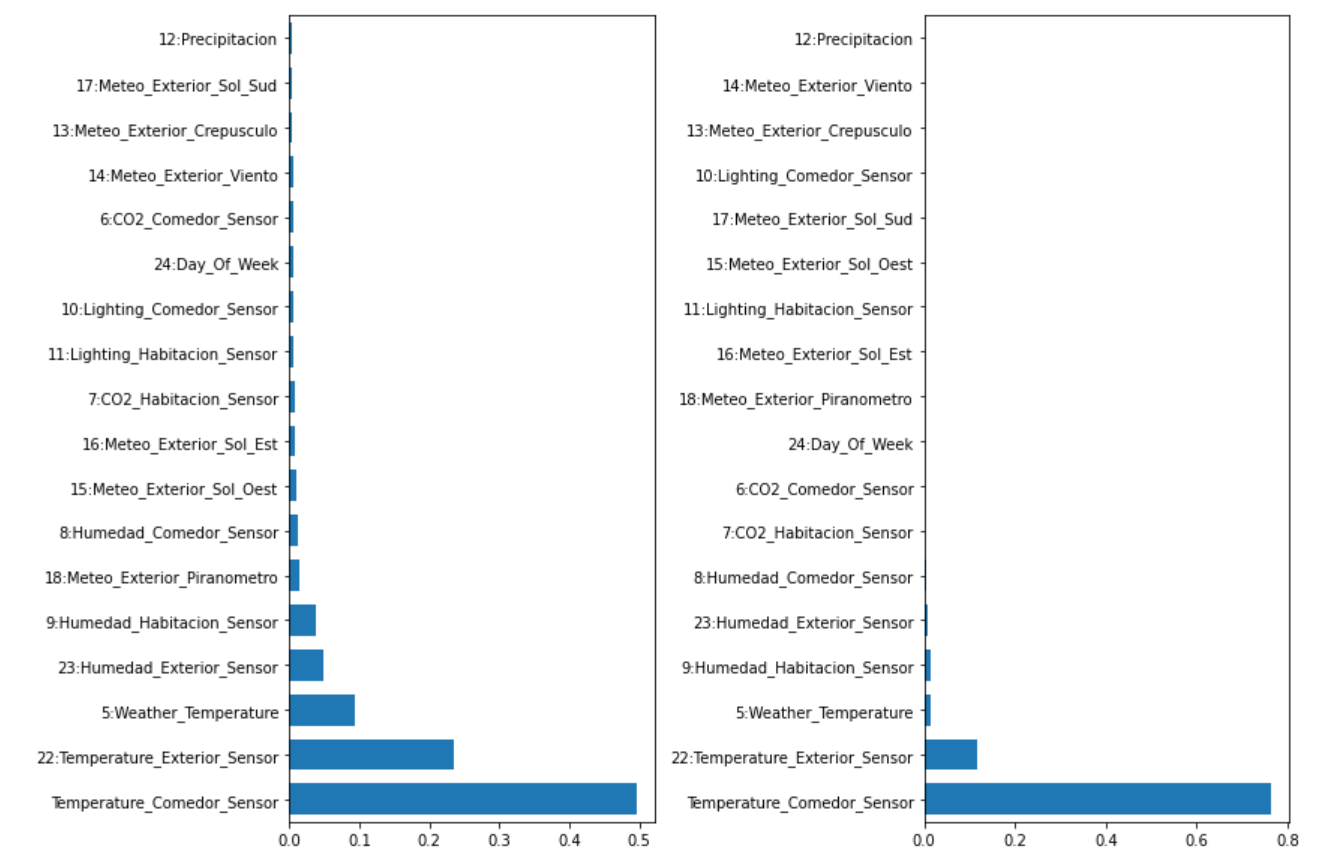 12:Precipitacion
17:Meteo_Exterior_Sol_Sud
13:Meteo_Exterior_Crepusculo
14:Meteo_Exterior_Viento
6:CO2_Comedor_Sensor
24:Day_Of_Week
10:Lighting_Comedor_Sensor
11:Lighting_Habitacion_Sensor
7:CO2_Habitacion_Sensor
16:Meteo_Exterior_Sol_Est
15:Meteo_Exterior_Sol_Oest
8:Humedad_Comedor_Sensor
18:Meteo_Exterior_Piranometro
9:Humedad_Habitacion_Sensor
23:Humedad_Exterior_Sensor
5:Weather_Temperature
22:Temperature_Exterior_Sensor
Temperature_Comedor_Sensor
0.0 0.1 0.2 0.3 0.4 0.5
12:Precipitacion
14:Meteo_Exterior_Viento
13:Meteo_Exterior_Crepusculo
10:Lighting_Comedor_Sensor
17:Meteo_Exterior_Sol_Sud
15:Meteo_Exterior_Sol_Oest
11:Lighting_Habitacion_Sensor
16:Meteo_Exterior_Sol_Est
18:Meteo_Exterior_Piranometro
24:Day_Of_Week
6:CO2_Comedor_Sensor
7:CO2_Habitacion_Sensor
8:Humedad_Comedor_Sensor
23:Humedad_Exterior_Sensor
9:Humedad_Habitacion_Sensor
5:Weather_Temperature
22:Temperature_Exterior_Sensor
Temperature_Comedor_Sensor
0.0 0.2 0.4 0.6 0.8